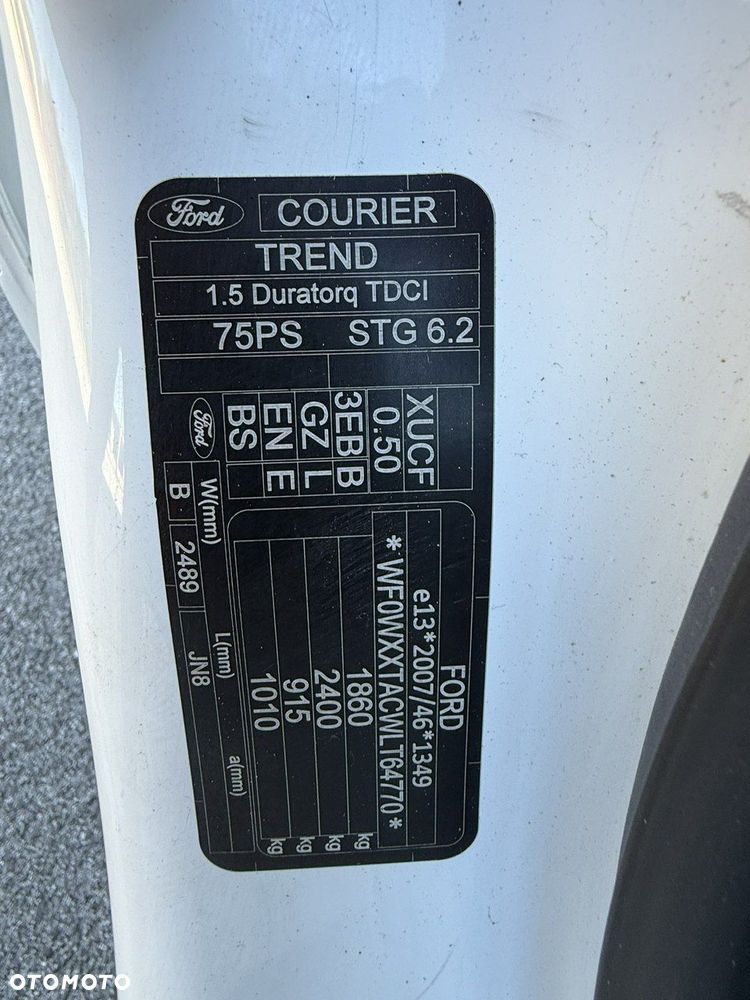 Ford COURIER
TREND
1.5 Duratorq TDCI
75PS STG 6.2
FORD
e13*2007/46*1349
* WF0WXXTACWLT64770 *
1860 kg
2400 kg
915 kg
1010 kg
XUCF
0.50
3EB B
GZ L
EN E
BS
Ford W(mm) L(mm) a(mm)
B 2489 JN8
OTOMOTO